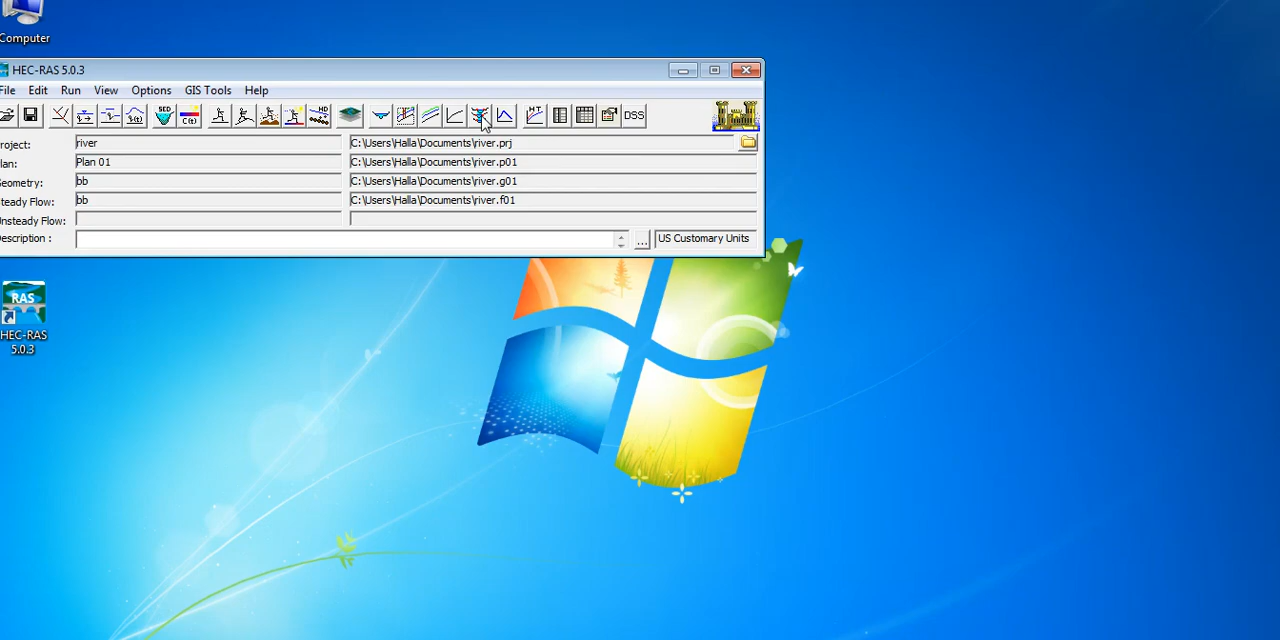 Computer
HEC-RAS 5.0.3
File Edit Run View Options GIS Tools Help
SED C(t) HD H.T. DSS
roject: river C:\Users\Halla\Documents\river.prj
lan: Plan 01 C:\Users\Halla\Documents\river.p01
eometry: bb C:\Users\Halla\Documents\river.g01
teady Flow: bb C:\Users\Halla\Documents\river.f01
nsteady Flow:
escription : ... US Customary Units
RAS
HEC-RAS
5.0.3